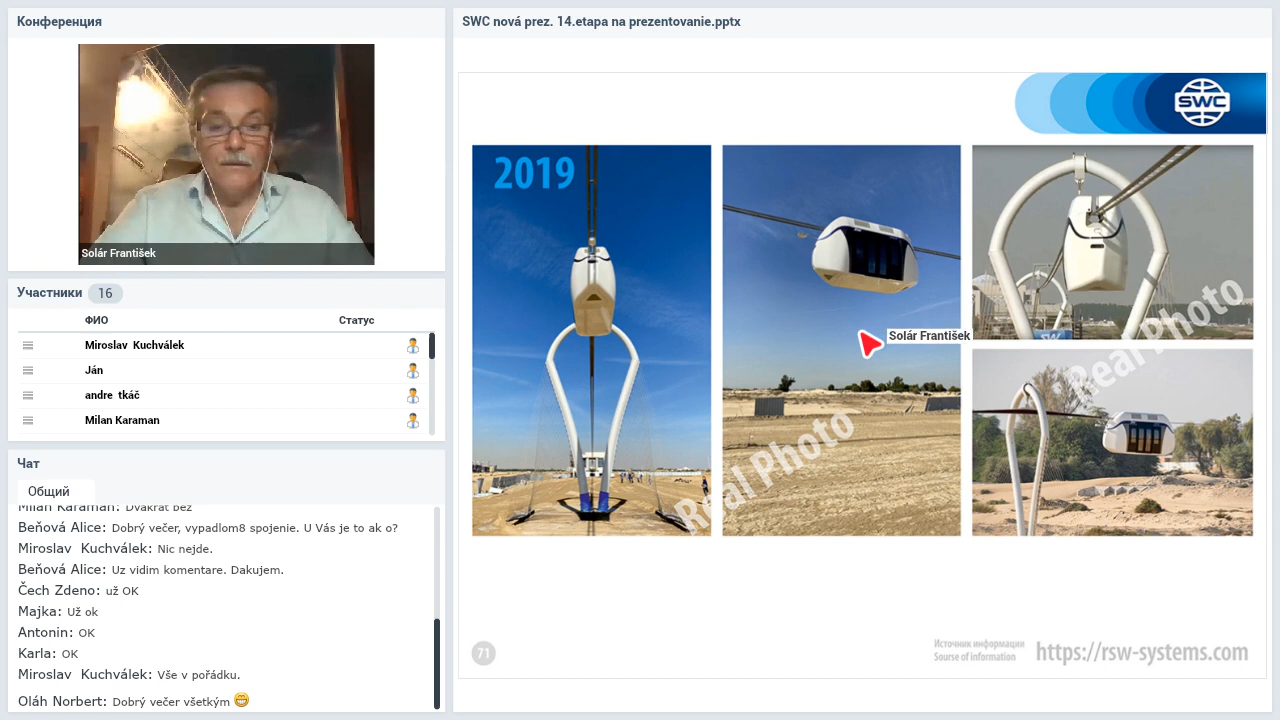 Конференция
Solár František
Участники 16
ФИО Статус
Miroslav Kuchválek
Ján
andre tkáč
Milan Karaman
Чат
Общий
Milan Karaman: Dvakrát bez
Beňová Alice: Dobrý večer, vypadlom8 spojenie. U Vás je to ak o?
Miroslav Kuchválek: Nic nejde.
Beňová Alice: Uz vidim komentare. Dakujem.
Čech Zdeno: už OK
Majka: Už ok
Antonin: OK
Karla: OK
Miroslav Kuchválek: Vše v pořádku.
Oláh Norbert: Dobrý večer všetkým
SWC nová prez. 14.etapa na prezentovanie.pptx
SWC
2019
Solár František
Real Photo
Real Photo
71
Источник информации
Sourse of information
https://rsw-systems.com